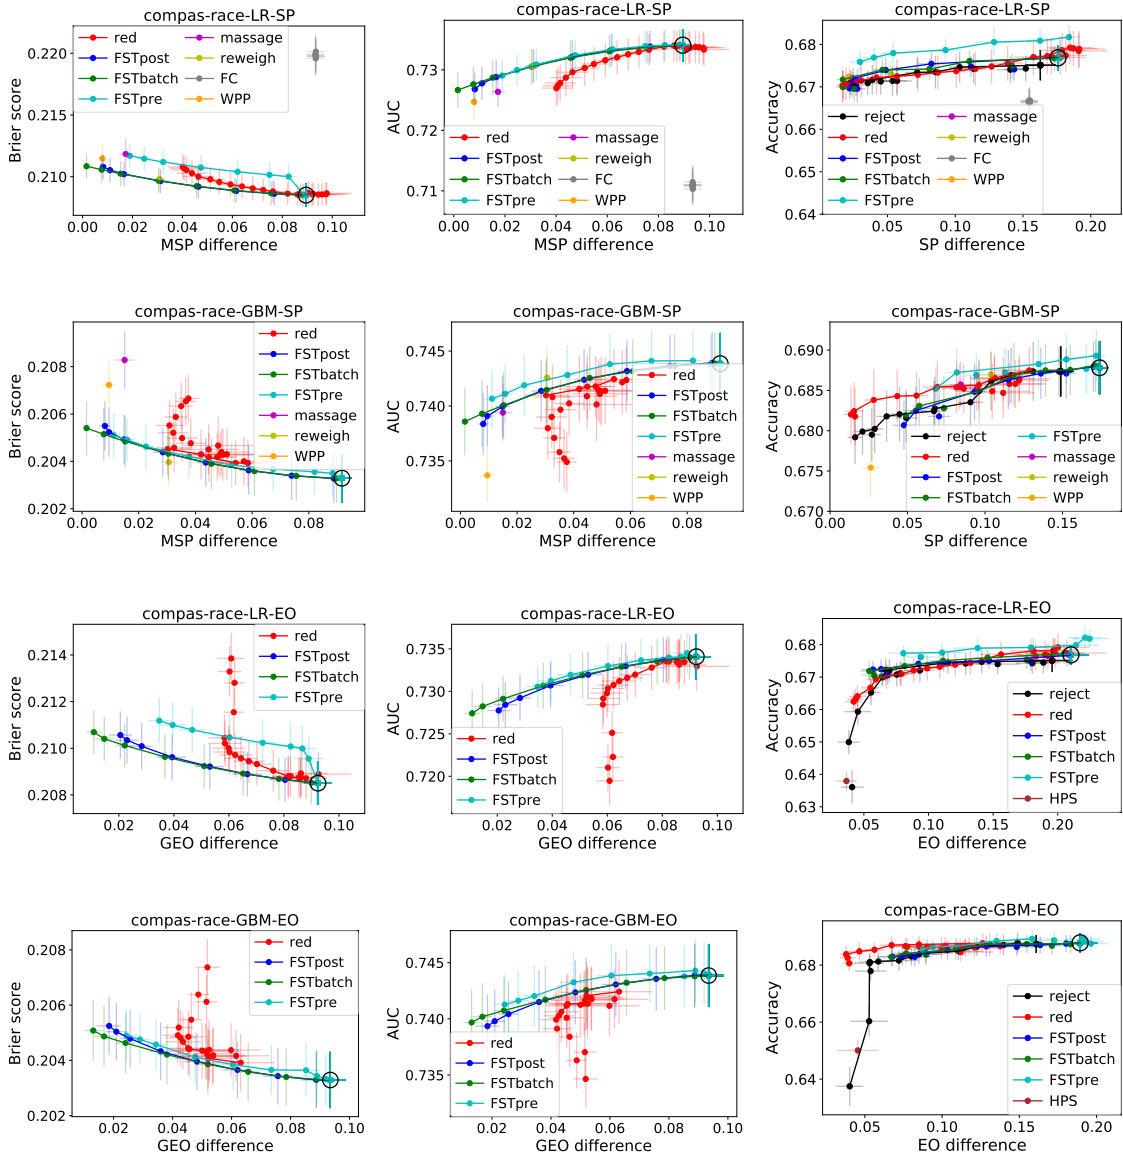 compas-race-LR-SP
red
FSTpost
FSTbatch
FSTpre
massage
reweigh
FC
WPP
Brier score
0.220
0.215
0.210
0.00 0.02 0.04 0.06 0.08 0.10
MSP difference
compas-race-LR-SP
AUC
0.73
0.72
0.71
red
FSTpost
FSTbatch
FSTpre
massage
reweigh
FC
WPP
0.00 0.02 0.04 0.06 0.08 0.10
MSP difference
compas-race-LR-SP
Accuracy
0.68
0.67
0.66
0.65
0.64
reject
red
FSTpost
FSTbatch
FSTpre
massage
reweigh
FC
WPP
0.00 0.05 0.10 0.15 0.20
SP difference
compas-race-GBM-SP
Brier score
0.208
0.206
0.204
0.202
red
FSTpost
FSTbatch
FSTpre
massage
reweigh
WPP
0.00 0.02 0.04 0.06 0.08
MSP difference
compas-race-GBM-SP
AUC
0.745
0.740
0.735
red
FSTpost
FSTbatch
FSTpre
massage
reweigh
WPP
0.00 0.02 0.04 0.06 0.08
MSP difference
compas-race-GBM-SP
Accuracy
0.690
0.685
0.680
0.675
0.670
reject
red
FSTpost
FSTbatch
FSTpre
massage
reweigh
WPP
0.00 0.05 0.10 0.15
SP difference
compas-race-LR-EO
Brier score
0.214
0.212
0.210
0.208
red
FSTpost
FSTbatch
FSTpre
0.02 0.04 0.06 0.08 0.10
GEO difference
compas-race-LR-EO
AUC
0.735
0.730
0.725
0.720
red
FSTpost
FSTbatch
FSTpre
0.02 0.04 0.06 0.08 0.10
GEO difference
compas-race-LR-EO
Accuracy
0.68
0.67
0.66
0.65
0.64
0.63
reject
red
FSTpost
FSTbatch
FSTpre
HPS
0.05 0.10 0.15 0.20
EO difference
compas-race-GBM-EO
Brier score
0.208
0.206
0.204
0.202
red
FSTpost
FSTbatch
FSTpre
0.02 0.04 0.06 0.08 0.10
GEO difference
compas-race-GBM-EO
AUC
0.745
0.740
0.735
red
FSTpost
FSTbatch
FSTpre
0.02 0.04 0.06 0.08 0.10
GEO difference
compas-race-GBM-EO
Accuracy
0.68
0.66
0.64
reject
red
FSTpost
FSTbatch
FSTpre
HPS
0.05 0.10 0.15 0.20
EO difference